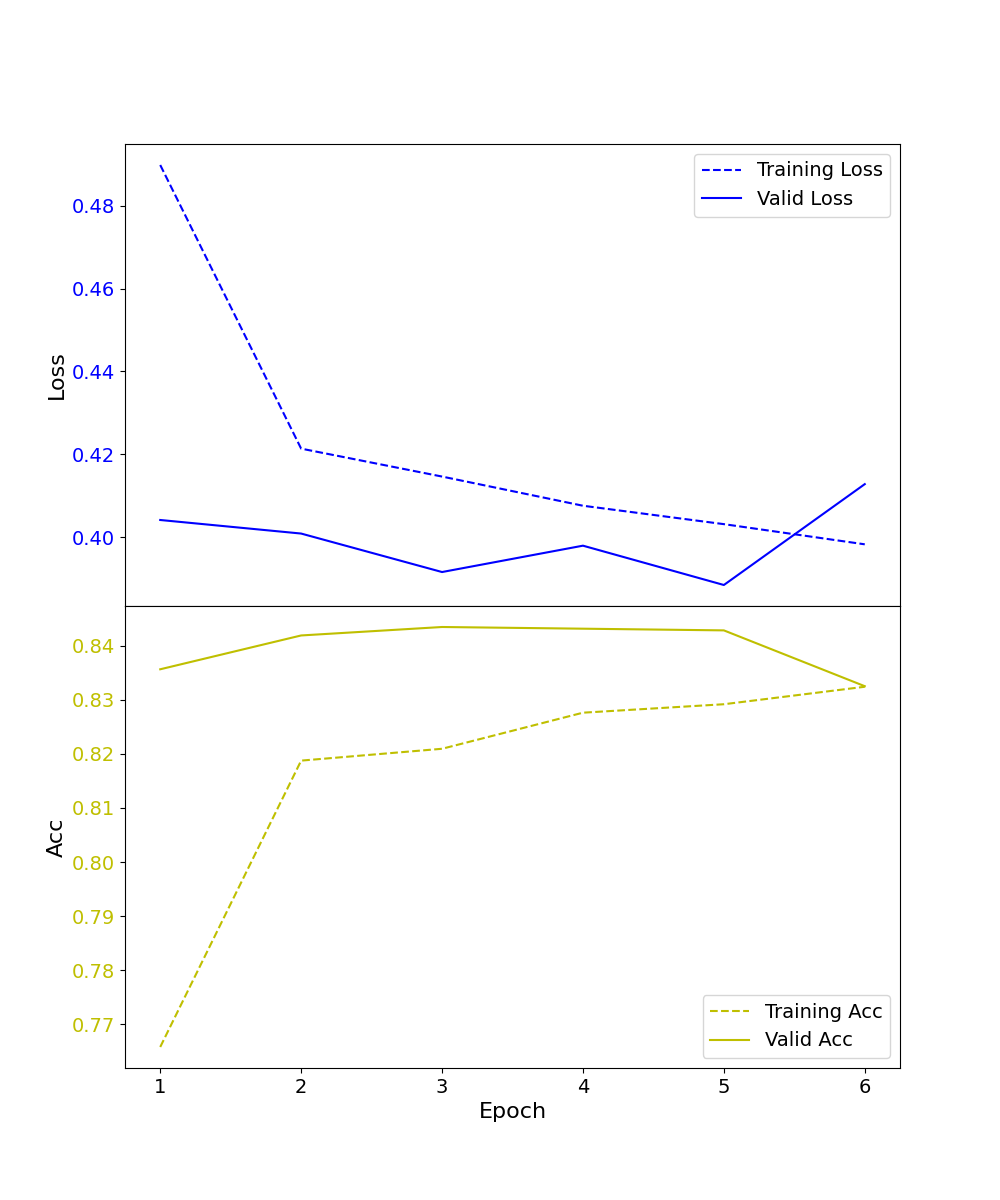 Training Loss
Valid Loss
0.48
0.46
0.44
0.42
0.40
Loss
0.84
0.83
0.82
0.81
0.80
0.79
0.78
0.77
Acc
Training Acc
Valid Acc
1 2 3 4 5 6
Epoch